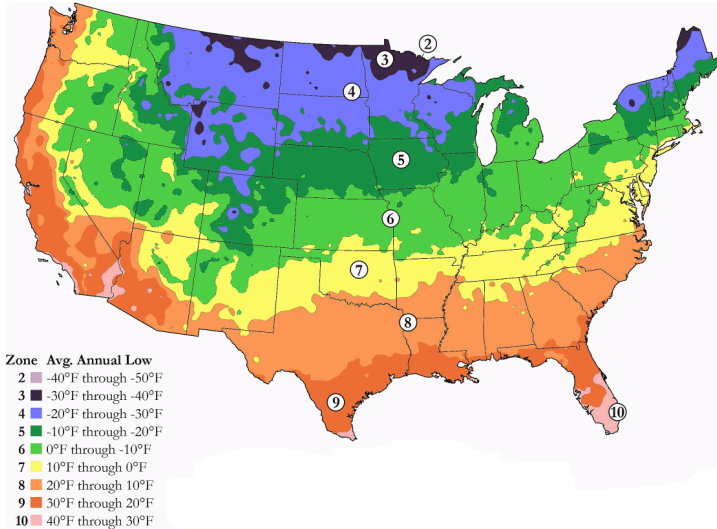 2
3
4
5
6
7
8
9
10
Zone Avg. Annual Low
2 -40°F through -50°F
3 -30°F through -40°F
4 -20°F through -30°F
5 -10°F through -20°F
6 0°F through -10°F
7 10°F through 0°F
8 20°F through 10°F
9 30°F through 20°F
10 40°F through 30°F